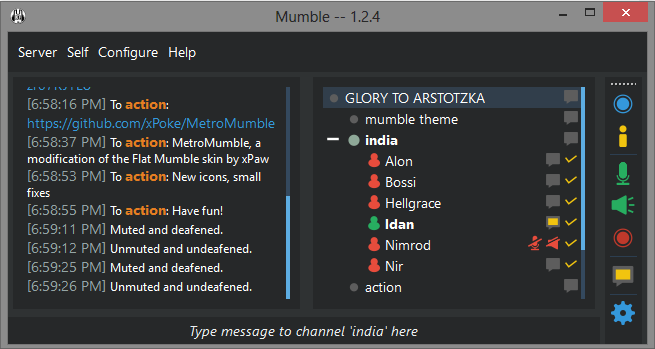 Mumble -- 1.2.4
Server Self Configure Help
[6:58:16 PM] To action:
https://github.com/xPoke/MetroMumble
[6:58:37 PM] To action: MetroMumble, a
modification of the Flat Mumble skin by xPaw
[6:58:53 PM] To action: New icons, small
fixes
[6:58:55 PM] To action: Have fun!
[6:59:11 PM] Muted and deafened.
[6:59:12 PM] Unmuted and undeafened.
[6:59:25 PM] Muted and deafened.
[6:59:26 PM] Unmuted and undeafened.
GLORY TO ARSTOTZKA
mumble theme
india
Alon
Bossi
Hellgrace
Idan
Nimrod
Nir
action
Type message to channel 'india' here